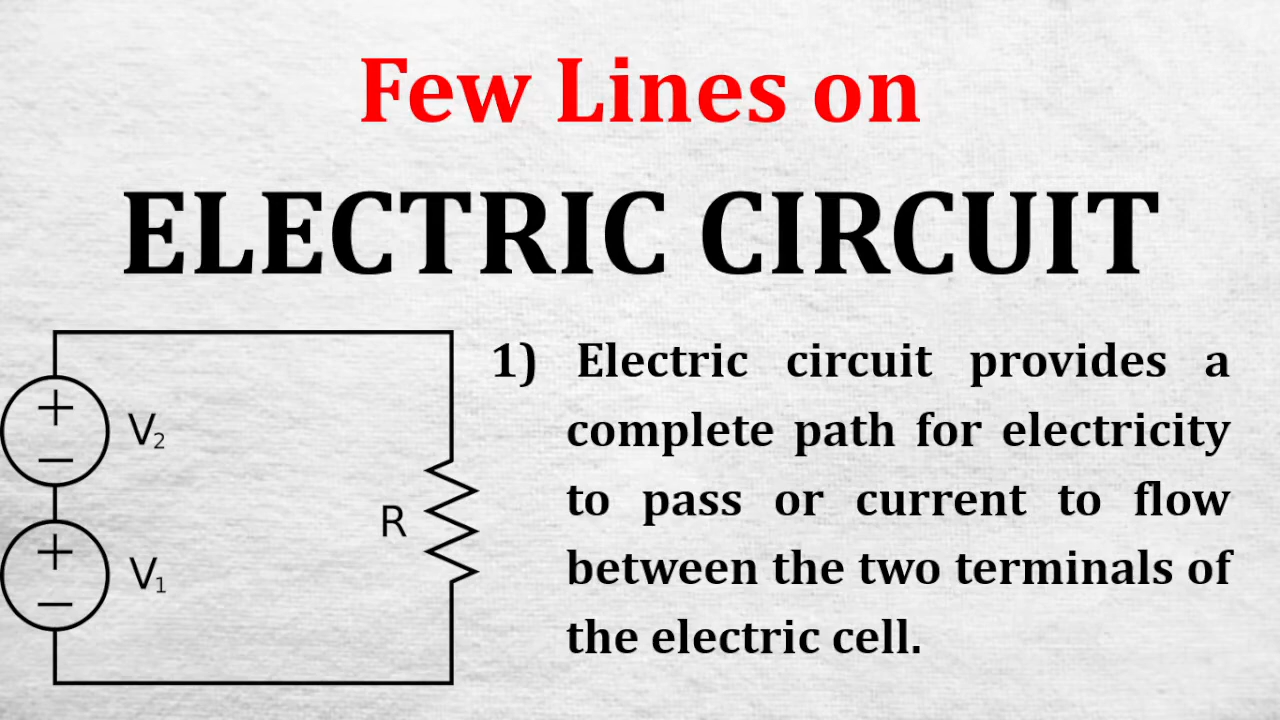 Few Lines on
ELECTRIC CIRCUIT
1) Electric circuit provides a
complete path for electricity
to pass or current to flow
between the two terminals of
the electric cell.
+
−
V₂
R
+
−
V₁